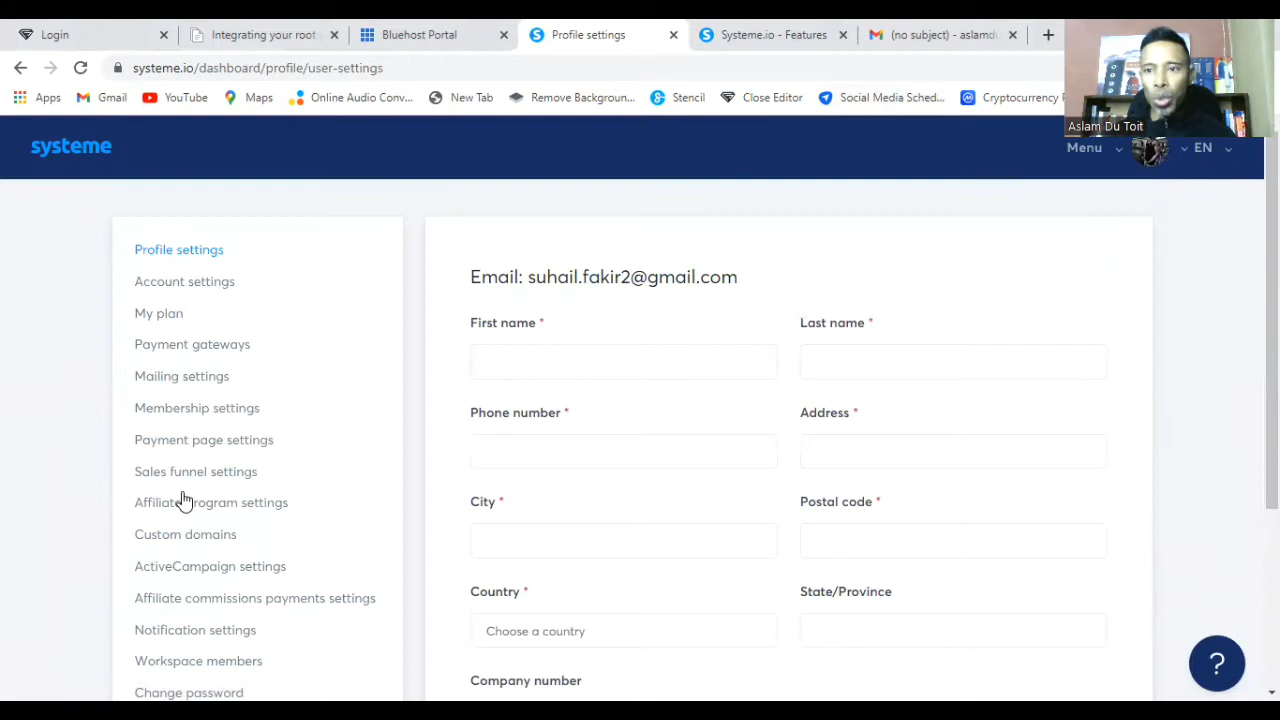 Login
Integrating your root
Bluehost Portal
Profile settings
Systeme.io - Features
(no subject) - aslamdu
systeme.io/dashboard/profile/user-settings
Apps
Gmail
YouTube
Maps
Online Audio Conv...
New Tab
Remove Backgroun...
Stencil
Close Editor
Social Media Sched...
Cryptocurrency
Aslam Du Toit
systeme
Menu
EN
Profile settings
Account settings
My plan
Payment gateways
Mailing settings
Membership settings
Payment page settings
Sales funnel settings
Affiliate program settings
Custom domains
ActiveCampaign settings
Affiliate commissions payments settings
Notification settings
Workspace members
Change password
Email: suhail.fakir2@gmail.com
First name *
Last name *
Phone number *
Address *
City *
Postal code *
Country *
State/Province
Choose a country
Company number
?